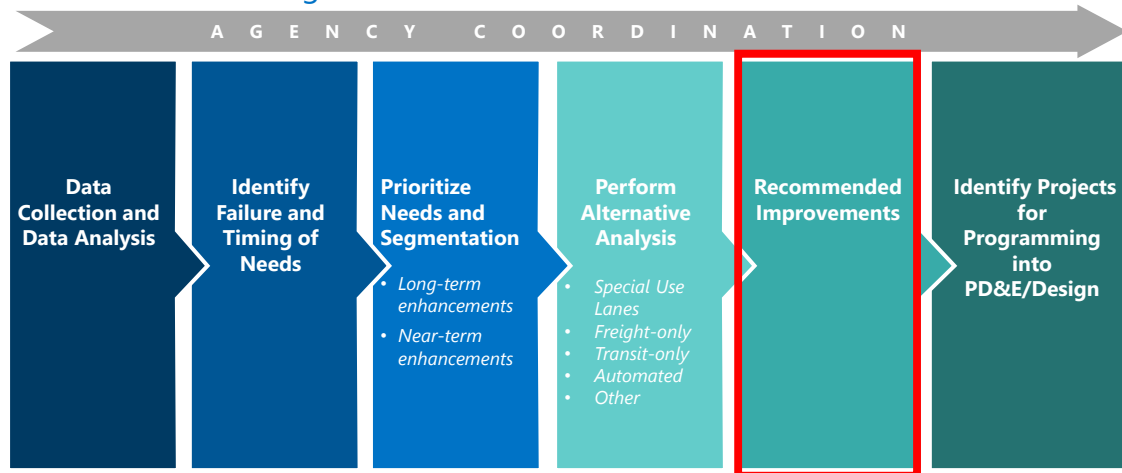 AGENCY COORDINATION
Data
Collection and
Data Analysis
Identify
Failure and
Timing of
Needs
Prioritize
Needs and
Segmentation
• Long-term
enhancements
• Near-term
enhancements
Perform
Alternative
Analysis
• Special Use
Lanes
• Freight-only
• Transit-only
• Automated
• Other
Recommended
Improvements
Identify Projects
for
Programming
into
PD&E/Design